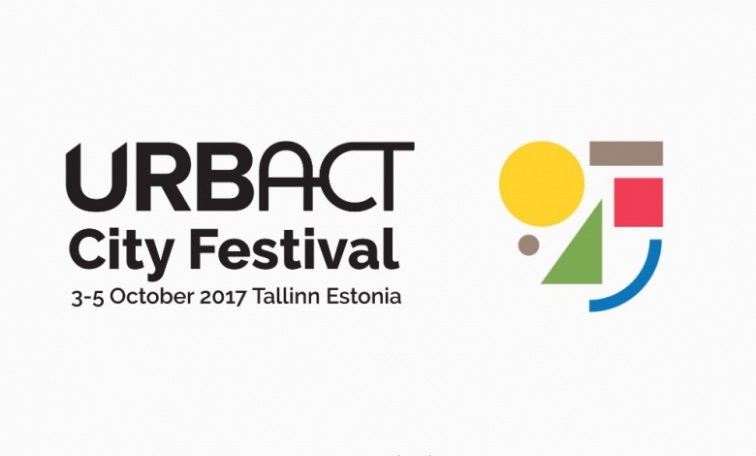 URBACT
City Festival
3-5 October 2017 Tallinn Estonia